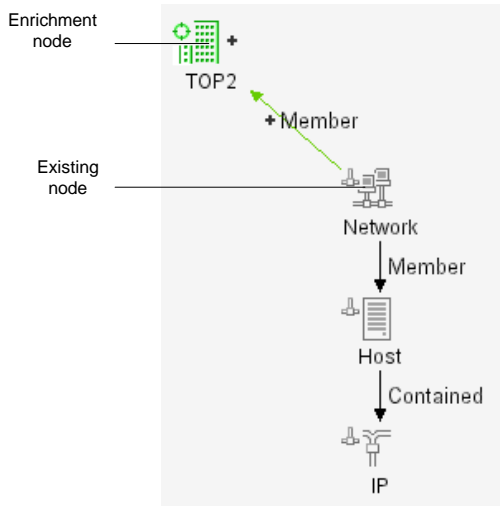 Enrichment
node
TOP2
Member
Existing
node
Network
Member
Host
Contained
IP